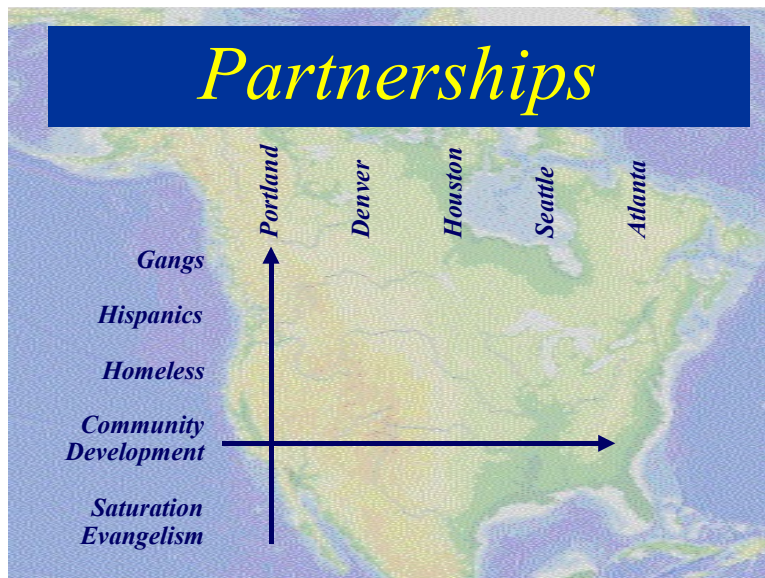 Partnerships
Portland
Denver
Houston
Seattle
Atlanta
Gangs
Hispanics
Homeless
Community
Development
Saturation
Evangelism